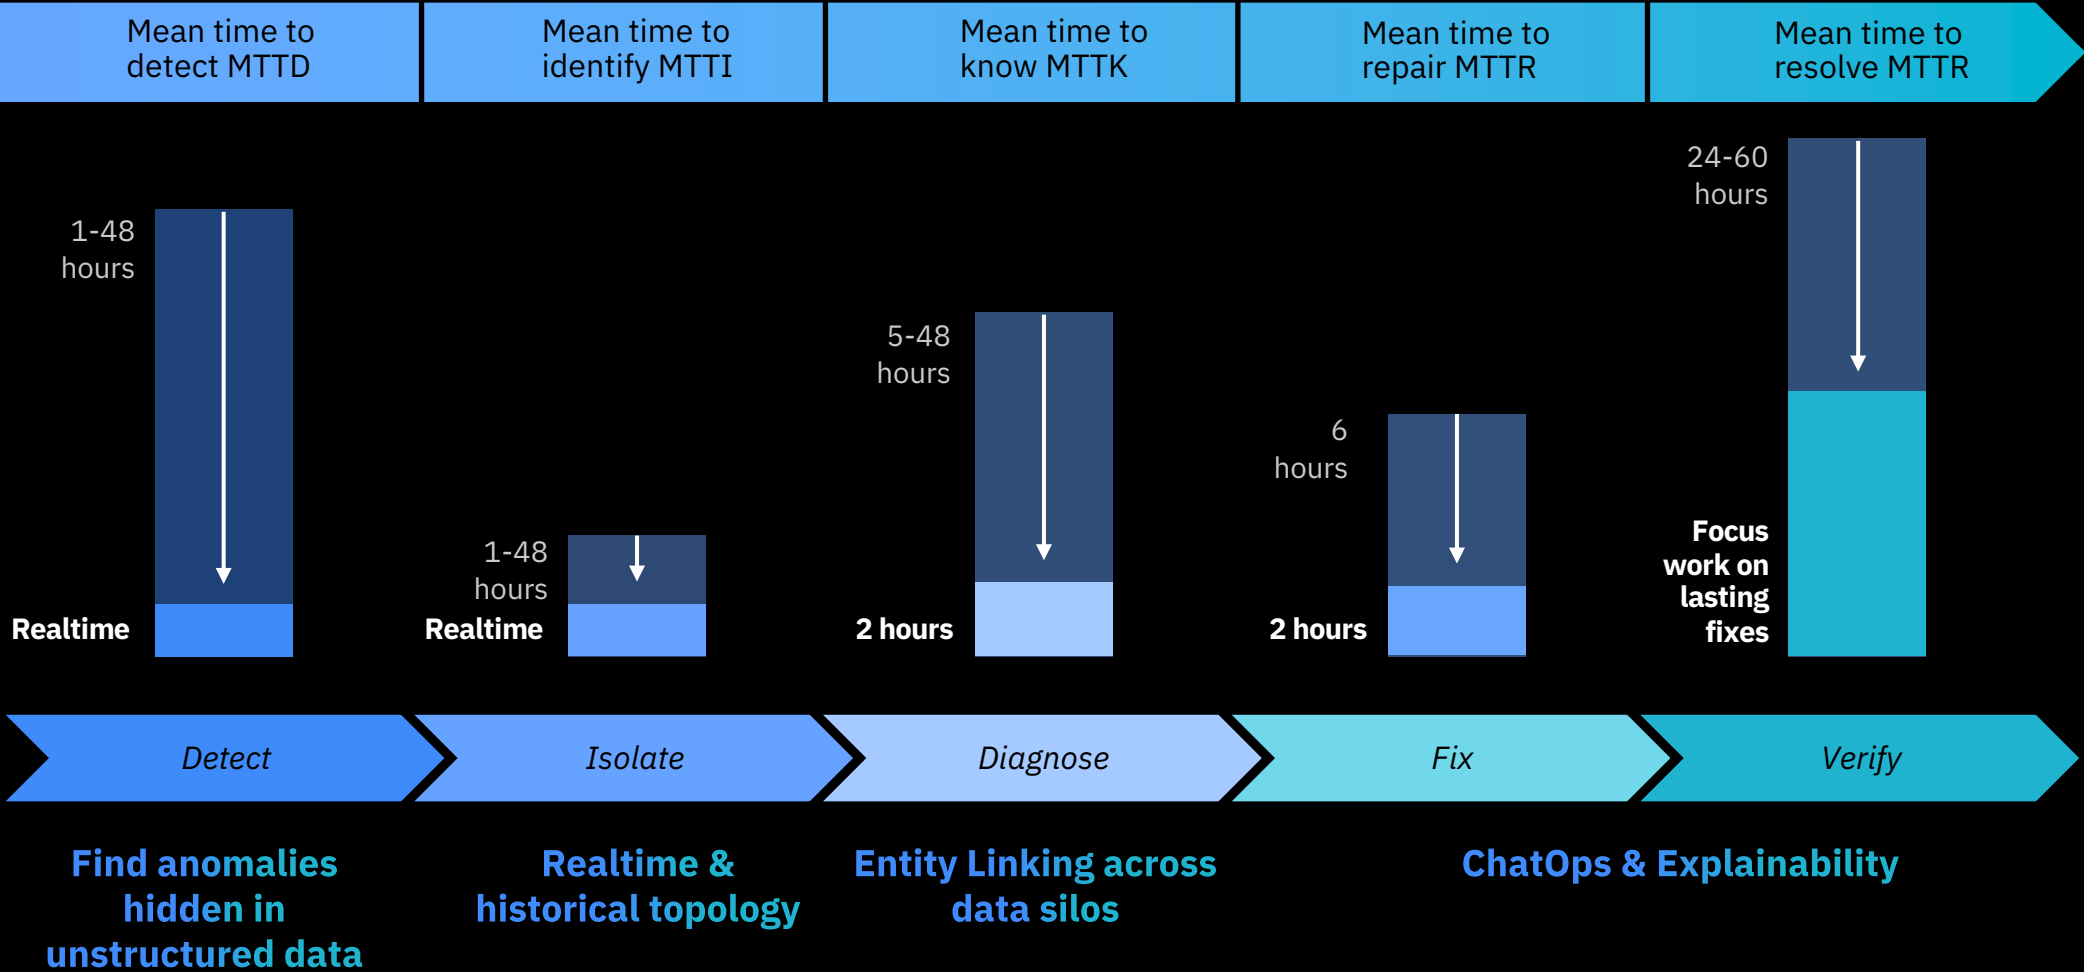 Mean time to
detect MTTD
Mean time to
identify MTTI
Mean time to
know MTTK
Mean time to
repair MTTR
Mean time to
resolve MTTR
1-48
hours
Realtime
1-48
hours
Realtime
5-48
hours
2 hours
6
hours
2 hours
24-60
hours
Focus
work on
lasting
fixes
Detect
Isolate
Diagnose
Fix
Verify
Find anomalies
hidden in
unstructured data
Realtime &
historical topology
Entity Linking across
data silos
ChatOps & Explainability